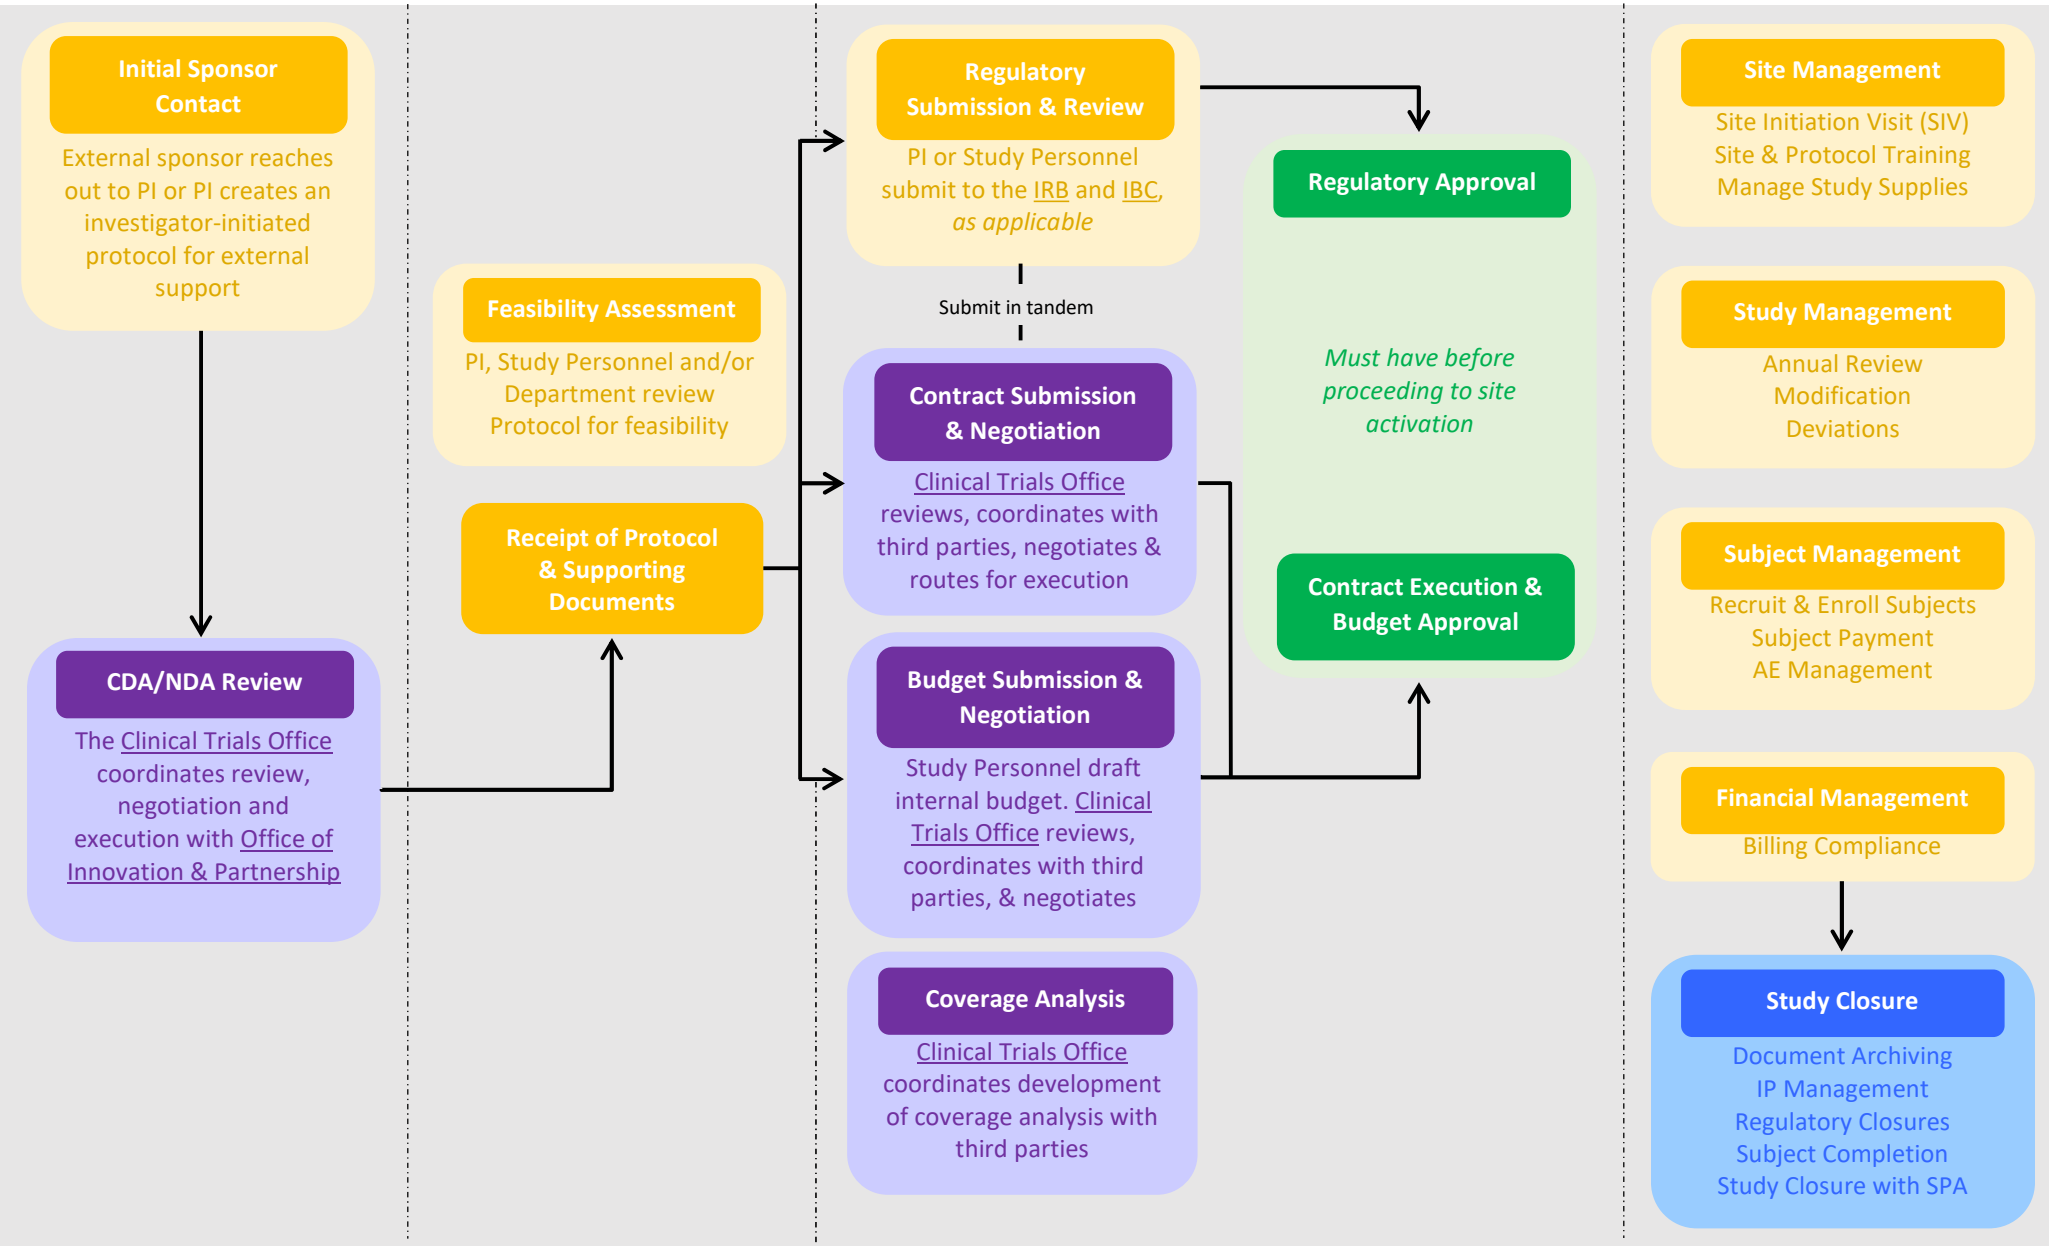 Initial Sponsor
Contact
External sponsor reaches
out to PI or PI creates an
investigator-initiated
protocol for external
support
CDA/NDA Review
The Clinical Trials Office
coordinates review,
negotiation and
execution with Office of
Innovation & Partnership
Feasibility Assessment
PI, Study Personnel and/or
Department review
Protocol for feasibility
Receipt of Protocol
& Supporting
Documents
Regulatory
Submission & Review
PI or Study Personnel
submit to the IRB and IBC,
as applicable
Submit in tandem
Contract Submission
& Negotiation
Clinical Trials Office
reviews, coordinates with
third parties, negotiates &
routes for execution
Budget Submission &
Negotiation
Study Personnel draft
internal budget. Clinical
Trials Office reviews,
coordinates with third
parties, & negotiates
Coverage Analysis
Clinical Trials Office
coordinates development
of coverage analysis with
third parties
Regulatory Approval
Must have before
proceeding to site
activation
Contract Execution &
Budget Approval
Site Management
Site Initiation Visit (SIV)
Site & Protocol Training
Manage Study Supplies
Study Management
Annual Review
Modification
Deviations
Subject Management
Recruit & Enroll Subjects
Subject Payment
AE Management
Financial Management
Billing Compliance
Study Closure
Document Archiving
IP Management
Regulatory Closures
Subject Completion
Study Closure with SPA